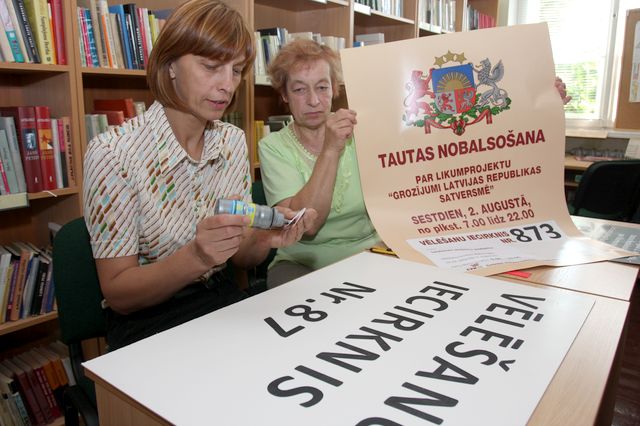 TAUTAS NOBALSOŠANA
PAR LIKUMPROJEKTU
"GROZĪJUMI LATVIJAS REPUBLIKAS
SATVERSMĒ"
SESTDIEN, 2. AUGUSTĀ,
no plkst. 7.00 līdz 22.00
VĒLĒŠANU IECIRKNIS NR. 873
VĒLĒŠANU
IECIRKNIS
Nr.87